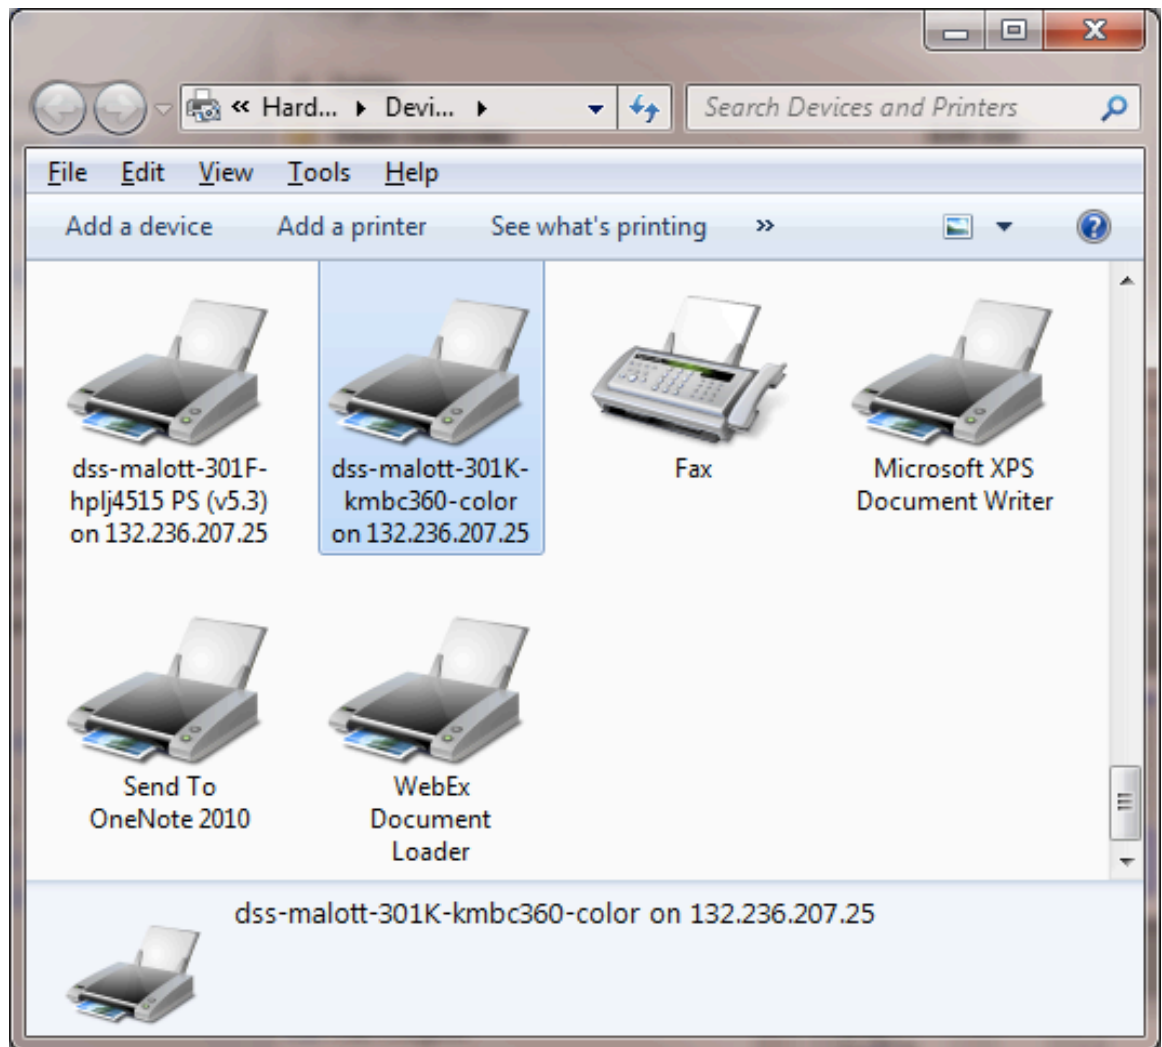 « Hard... ▸ Devi... ▸
Search Devices and Printers
File Edit View Tools Help
Add a device Add a printer See what's printing »
dss-malott-301F-
hplj4515 PS (v5.3)
on 132.236.207.25
dss-malott-301K-
kmbc360-color
on 132.236.207.25
Fax
Microsoft XPS
Document Writer
Send To
OneNote 2010
WebEx
Document
Loader
dss-malott-301K-kmbc360-color on 132.236.207.25